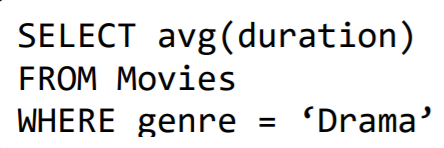 SELECT avg(duration)
FROM Movies
WHERE genre = ‘Drama’